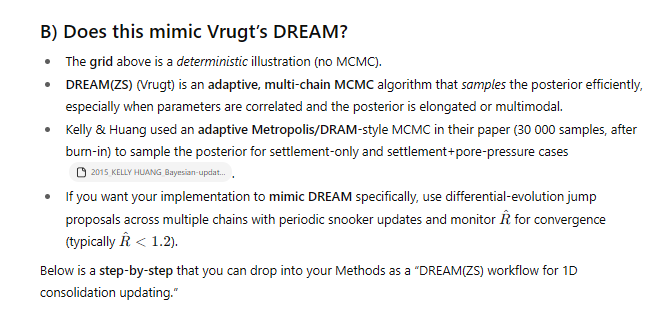 B) Does this mimic Vrugt's DREAM?
• The grid above is a deterministic illustration (no MCMC).
• DREAM(ZS) (Vrugt) is an adaptive, multi-chain MCMC algorithm that samples the posterior efficiently,
especially when parameters are correlated and the posterior is elongated or multimodal.
• Kelly & Huang used an adaptive Metropolis/DRAM-style MCMC in their paper (30 000 samples, after
burn-in) to sample the posterior for settlement-only and settlement+pore-pressure cases
2015_KELLY HUANG_Bayesian-updat... .
• If you want your implementation to mimic DREAM specifically, use differential-evolution jump
proposals across multiple chains with periodic snooker updates and monitor R̂ for convergence
(typically R̂ < 1.2).
Below is a step-by-step that you can drop into your Methods as a “DREAM(ZS) workflow for 1D
consolidation updating.”